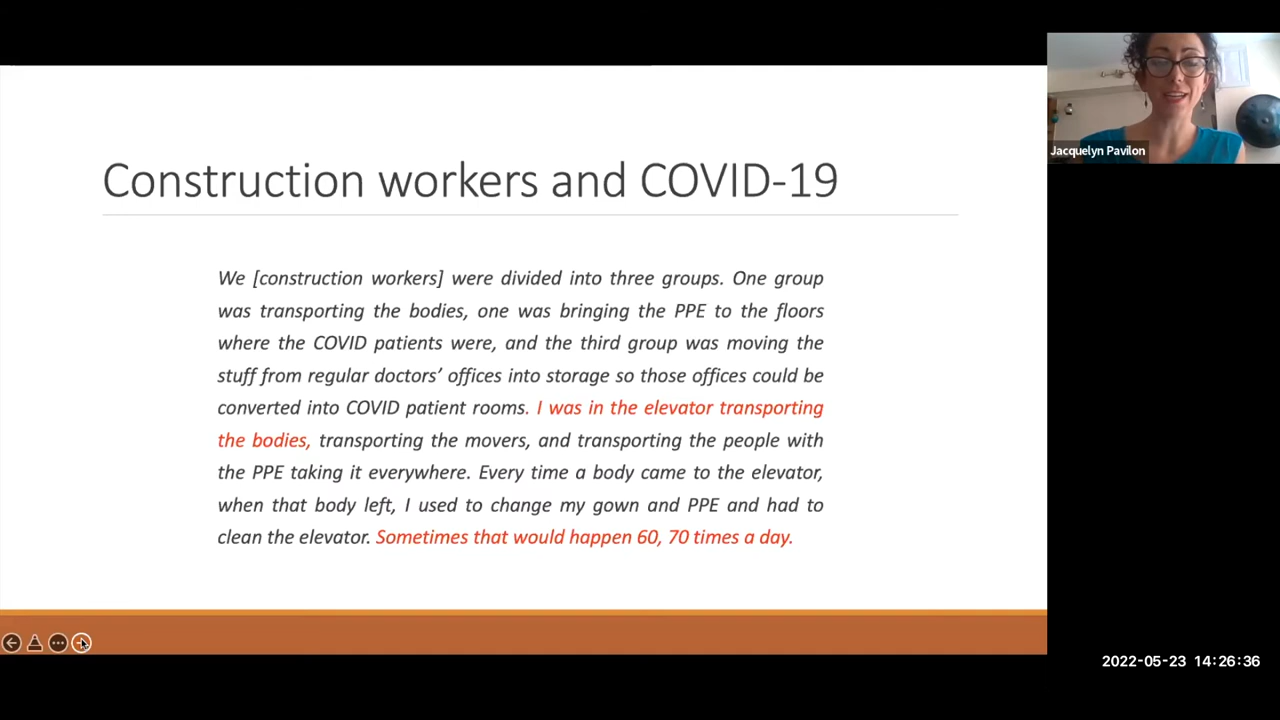 Jacquelyn Pavilon
Construction workers and COVID-19
We [construction workers] were divided into three groups. One group
was transporting the bodies, one was bringing the PPE to the floors
where the COVID patients were, and the third group was moving the
stuff from regular doctors’ offices into storage so those offices could be
converted into COVID patient rooms. I was in the elevator transporting
the bodies, transporting the movers, and transporting the people with
the PPE taking it everywhere. Every time a body came to the elevator,
when that body left, I used to change my gown and PPE and had to
clean the elevator. Sometimes that would happen 60, 70 times a day.
2022-05-23 14:26:36